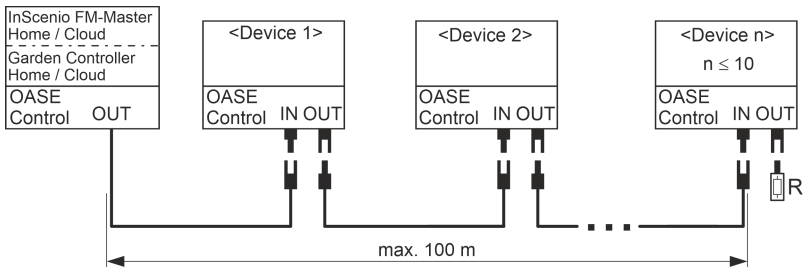 InScenio FM-Master
Home / Cloud
Garden Controller
Home / Cloud
OASE
Control OUT
<Device 1>
OASE
Control IN OUT
<Device 2>
OASE
Control IN OUT
<Device n>
n ≤ 10
OASE
Control IN OUT
R
max. 100 m